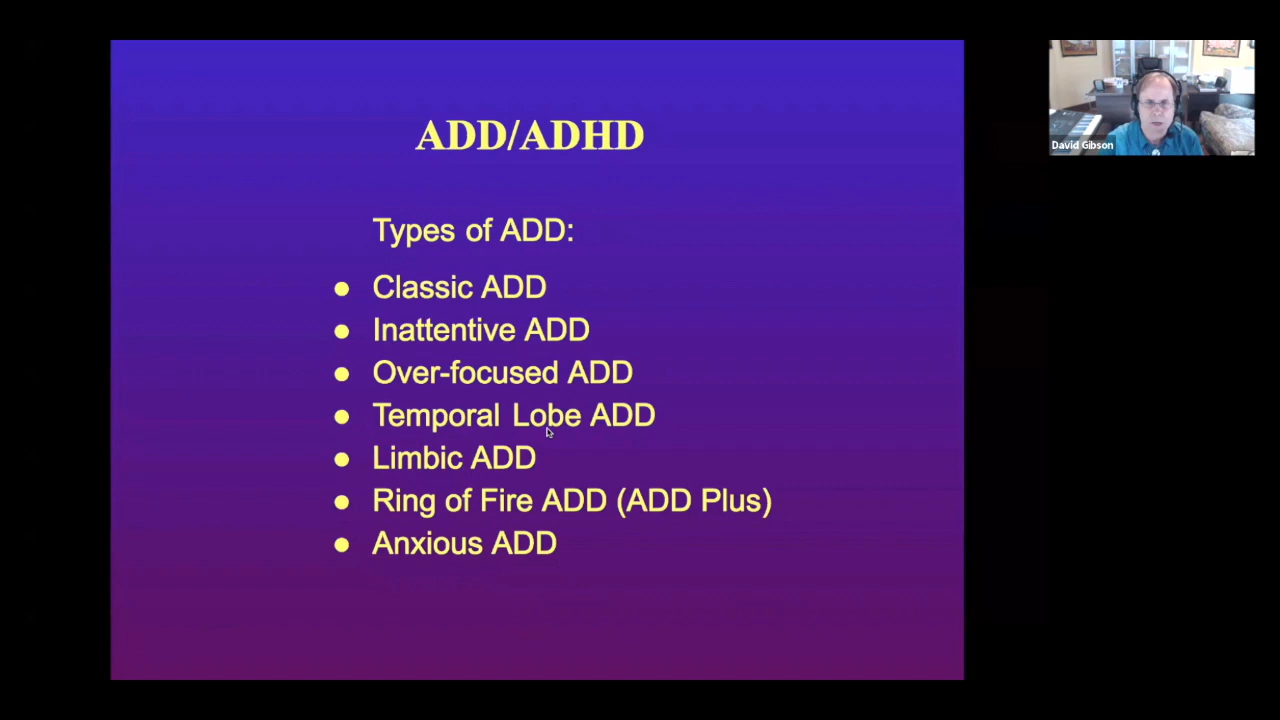 ADD/ADHD
Types of ADD:
● Classic ADD
● Inattentive ADD
● Over-focused ADD
● Temporal Lobe ADD
● Limbic ADD
● Ring of Fire ADD (ADD Plus)
● Anxious ADD
David Gibson